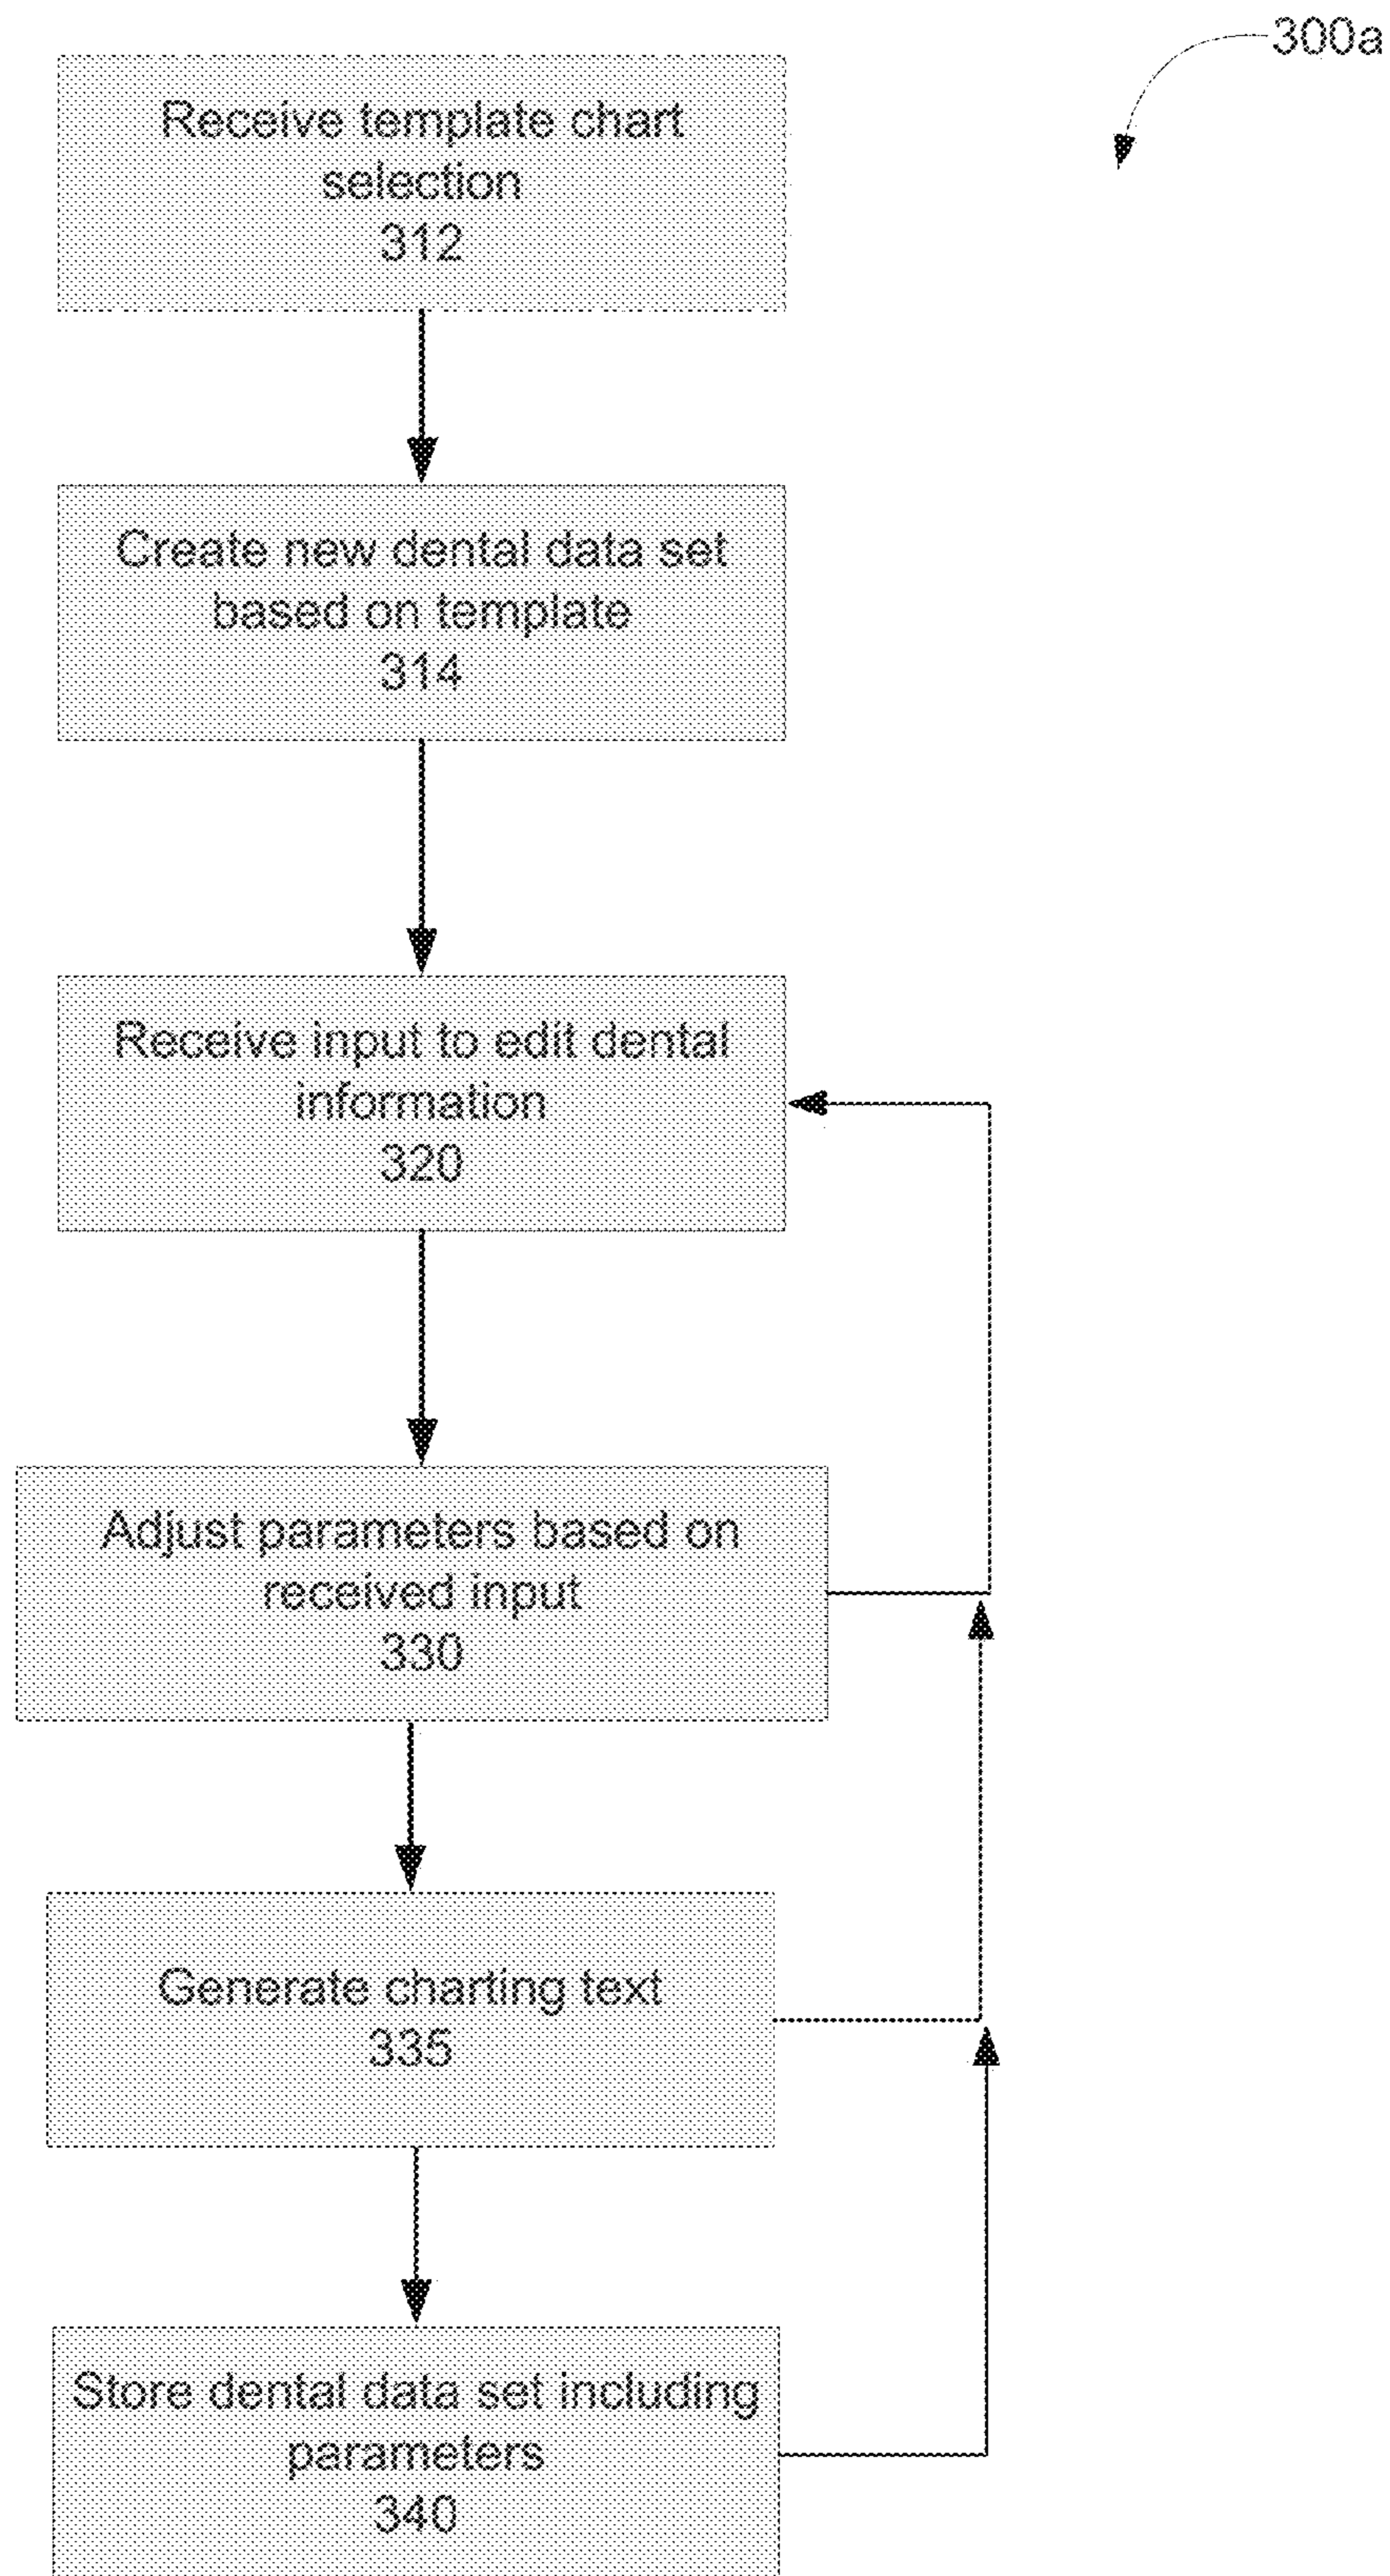 300a
Receive template chart
selection
312
Create new dental data set
based on template
314
Receive input to edit dental
information
320
Adjust parameters based on
received input
330
Generate charting text
335
Store dental data set including
parameters
340